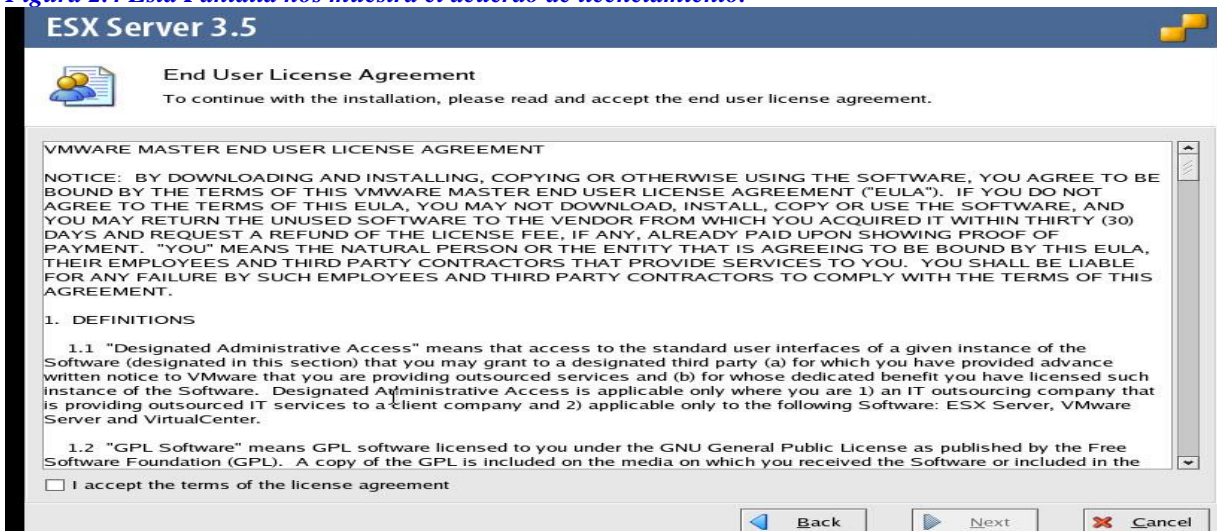 Figura 2.4 Esta Pantalla nos muestra el acuerdo de licenciamiento.
ESX Server 3.5
End User License Agreement
To continue with the installation, please read and accept the end user license agreement.
VMWARE MASTER END USER LICENSE AGREEMENT
NOTICE: BY DOWNLOADING AND INSTALLING, COPYING OR OTHERWISE USING THE SOFTWARE, YOU AGREE TO BE
BOUND BY THE TERMS OF THIS VMWARE MASTER END USER LICENSE AGREEMENT ("EULA"). IF YOU DO NOT
AGREE TO THE TERMS OF THIS EULA, YOU MAY NOT DOWNLOAD, INSTALL, COPY OR USE THE SOFTWARE, AND
YOU MAY RETURN THE UNUSED SOFTWARE TO THE VENDOR FROM WHICH YOU ACQUIRED IT WITHIN THIRTY (30)
DAYS AND REQUEST A REFUND OF THE LICENSE FEE, IF ANY, ALREADY PAID UPON SHOWING PROOF OF
PAYMENT. "YOU" MEANS THE NATURAL PERSON OR THE ENTITY THAT IS AGREEING TO BE BOUND BY THIS EULA,
THEIR EMPLOYEES AND THIRD PARTY CONTRACTORS THAT PROVIDE SERVICES TO YOU. YOU SHALL BE LIABLE
FOR ANY FAILURE BY SUCH EMPLOYEES AND THIRD PARTY CONTRACTORS TO COMPLY WITH THE TERMS OF THIS
AGREEMENT.
1. DEFINITIONS
1.1 "Designated Administrative Access" means that access to the standard user interfaces of a given instance of the
Software (designated in this section) that you may grant to a designated third party (a) for which you have provided advance
written notice to VMware that you are providing outsourced services and (b) for whose dedicated benefit you have licensed such
instance of the Software. Designated Administrative Access is applicable only where you are 1) an IT outsourcing company that
is providing outsourced IT services to a client company and 2) applicable only to the following Software: ESX Server, VMware
Server and VirtualCenter.
1.2 "GPL Software" means GPL software licensed to you under the GNU General Public License as published by the Free
Software Foundation (GPL). A copy of the GPL is included on the media on which you received the Software or included in the
I accept the terms of the license agreement
Back Next Cancel